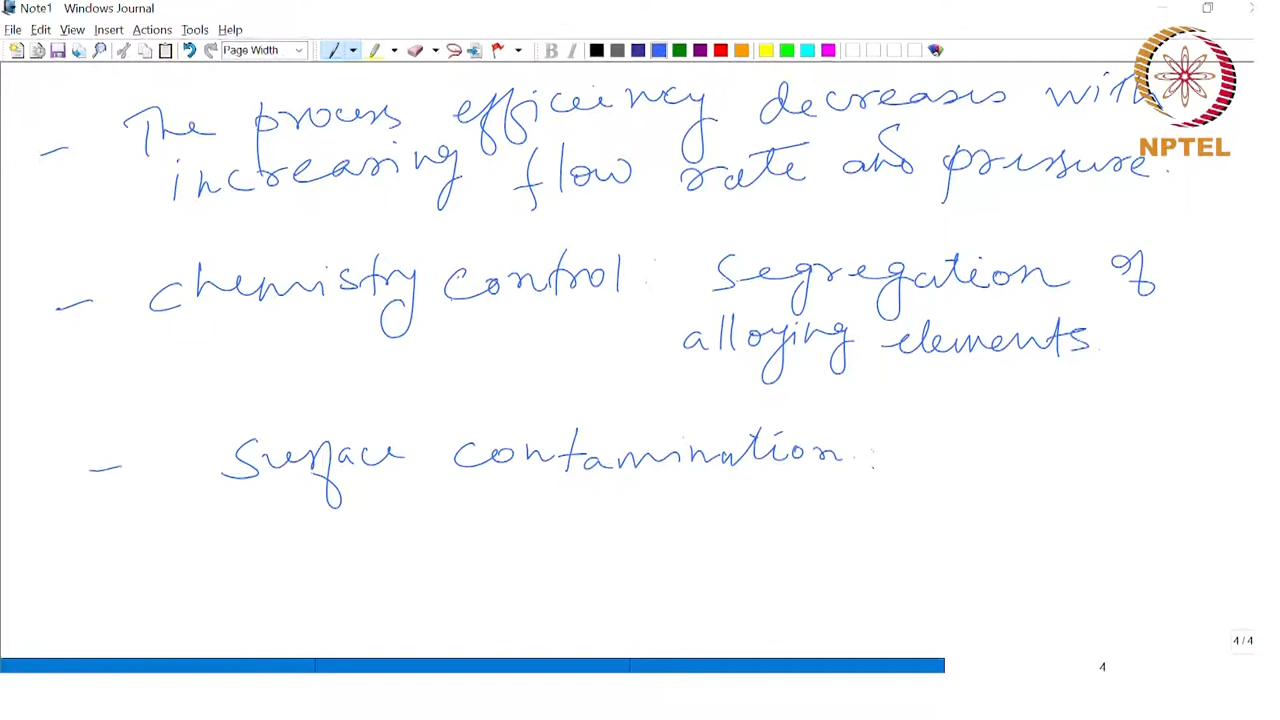 Note1 Windows Journal
File Edit View Insert Actions Tools Help
Page Width
B I
NPTEL
- The process efficeincy decreases with
increasing flow rate and pressure.
- Chemistry control : Segregation of
alloying elements.
- Surface contamination :
4 / 4
4